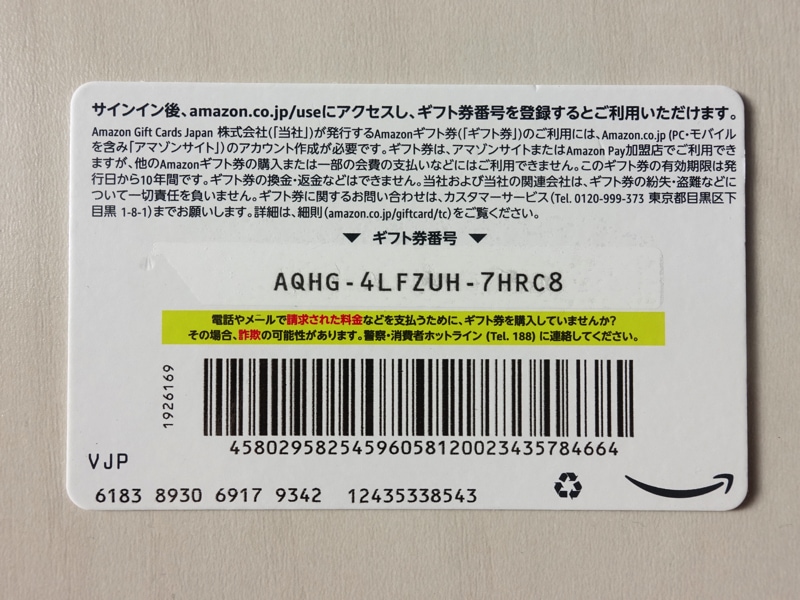 サインイン後、amazon.co.jp/useにアクセスし、ギフト券番号を登録するとご利用いただけます。
Amazon Gift Cards Japan 株式会社(「当社」)が発行するAmazonギフト券(「ギフト券」)のご利用には、Amazon.co.jp (PC・モバイル
を含み「アマゾンサイト」)のアカウント作成が必要です。ギフト券は、アマゾンサイトまたはAmazon Pay加盟店でご利用でき
ますが、他のAmazonギフト券の購入または一部の会費の支払いなどにはご利用できません。このギフト券の有効期限は発
行日から10年間です。ギフト券の換金・返金などはできません。当社および当社の関連会社は、ギフト券の紛失・盗難などに
ついて一切責任を負いません。ギフト券に関するお問い合わせは、カスタマーサービス (Tel. 0120-999-373 東京都目黒区下
目黒 1-8-1)までお願いします。詳細は、細則(amazon.co.jp/giftcard/tc)をご覧ください。
▼ ギフト券番号 ▼
AQHG-4LFZUH-7HRC8
電話やメールで請求された料金などを支払うために、ギフト券を購入していませんか?
その場合、詐欺の可能性があります。警察・消費者ホットライン (Tel. 188) に連絡してください。
1926169
45802958254596058120023435784664
VJP
6183 8930 6917 9342 12435338543